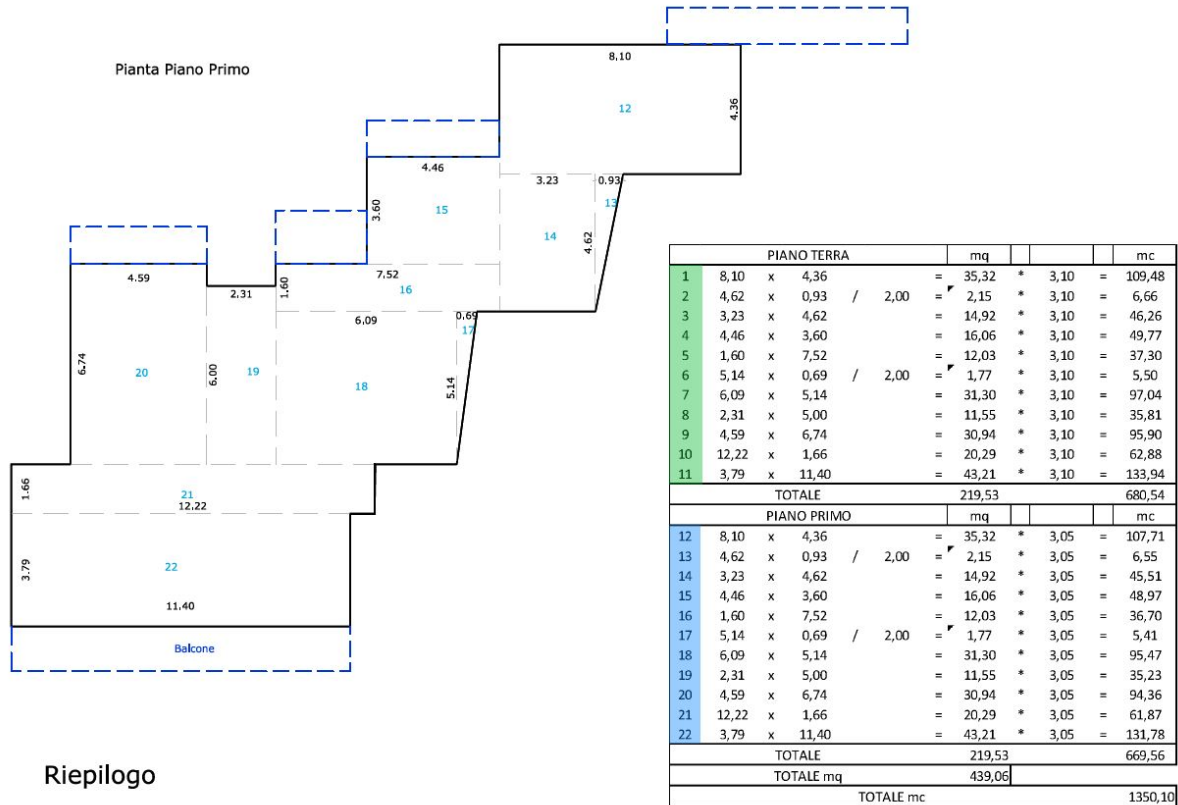 8,10
Pianta Piano Primo
12
4.36
4.46
3.23
0.93
3.60
15
13
14
4.62
4.59
7.52
2.31
1.60
16
6.09
0.69
17
6.74
20
6.00
19
18
5.14
1.66
21
12.22
3.79
22
11.40
Balcone
Riepilogo
PIANO TERRA mq mc
1 8,10 x 4,36 = 35,32 * 3,10 = 109,48
2 4,62 x 0,93 / 2,00 = 2,15 * 3,10 = 6,66
3 3,23 x 4,62 = 14,92 * 3,10 = 46,26
4 4,46 x 3,60 = 16,06 * 3,10 = 49,77
5 1,60 x 7,52 = 12,03 * 3,10 = 37,30
6 5,14 x 0,69 / 2,00 = 1,77 * 3,10 = 5,50
7 6,09 x 5,14 = 31,30 * 3,10 = 97,04
8 2,31 x 5,00 = 11,55 * 3,10 = 35,81
9 4,59 x 6,74 = 30,94 * 3,10 = 95,90
10 12,22 x 1,66 = 20,29 * 3,10 = 62,88
11 3,79 x 11,40 = 43,21 * 3,10 = 133,94
TOTALE 219,53 680,54
PIANO PRIMO mq mc
12 8,10 x 4,36 = 35,32 * 3,05 = 107,71
13 4,62 x 0,93 / 2,00 = 2,15 * 3,05 = 6,55
14 3,23 x 4,62 = 14,92 * 3,05 = 45,51
15 4,46 x 3,60 = 16,06 * 3,05 = 48,97
16 1,60 x 7,52 = 12,03 * 3,05 = 36,70
17 5,14 x 0,69 / 2,00 = 1,77 * 3,05 = 5,41
18 6,09 x 5,14 = 31,30 * 3,05 = 95,47
19 2,31 x 5,00 = 11,55 * 3,05 = 35,23
20 4,59 x 6,74 = 30,94 * 3,05 = 94,36
21 12,22 x 1,66 = 20,29 * 3,05 = 61,87
22 3,79 x 11,40 = 43,21 * 3,05 = 131,78
TOTALE 219,53 669,56
TOTALE mq 439,06
TOTALE mc 1350,10